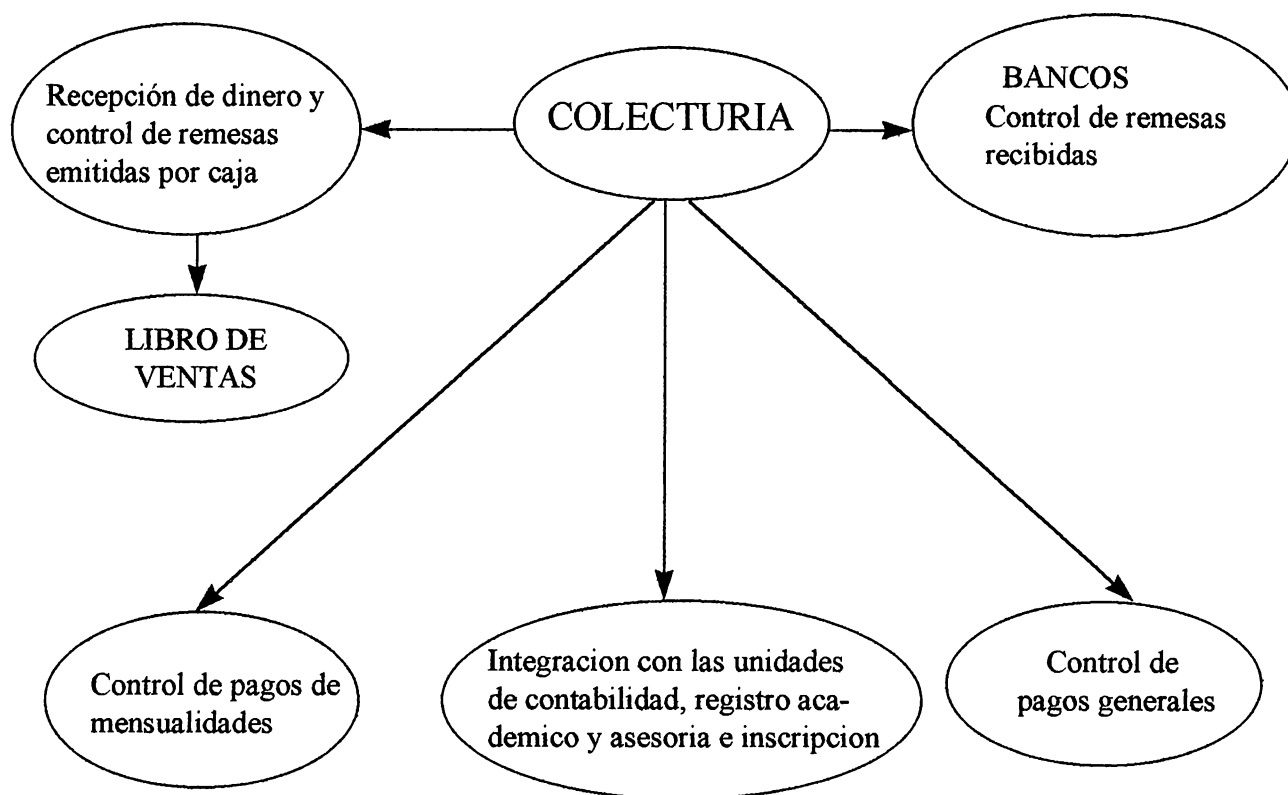 Recepción de dinero y
control de remesas
emitidas por caja
COLECTURIA
BANCOS
Control de remesas
recibidas
LIBRO DE
VENTAS
Control de pagos de
mensualidades
Integracion con las unidades
de contabilidad, registro aca-
demico y asesoria e inscripcion
Control de
pagos generales